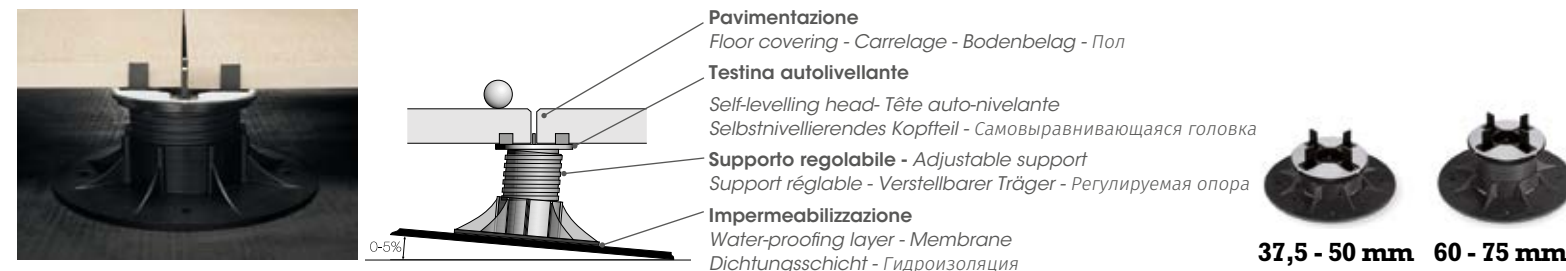 Pavimentazione
Floor covering - Carrelage - Bodenbelag - Пол
Testina autolivellante
Self-levelling head- Tête auto-nivelante
Selbstnivellierendes Kopfteil - Самовыравнивающаяся головка
Supporto regolabile - Adjustable support
Support réglable - Verstellbarer Träger - Регулируемая опора
Impermeabilizzazione
Water-proofing layer - Membrane
Dichtungsschicht - Гидроизоляция
0-5%
37,5 - 50 mm 60 - 75 mm